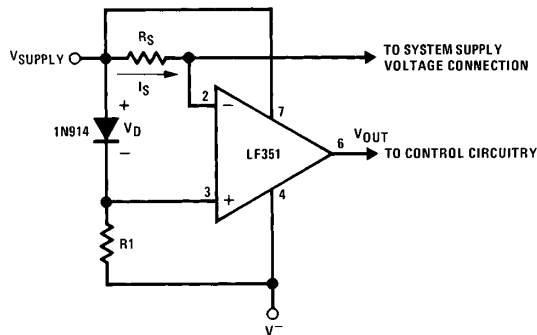 VSUPPLY
RS
IS
TO SYSTEM SUPPLY
VOLTAGE CONNECTION
2
−
7
1N914
+
VD
−
LF351
6
VOUT
TO CONTROL CIRCUITRY
3
+
4
R1
V−